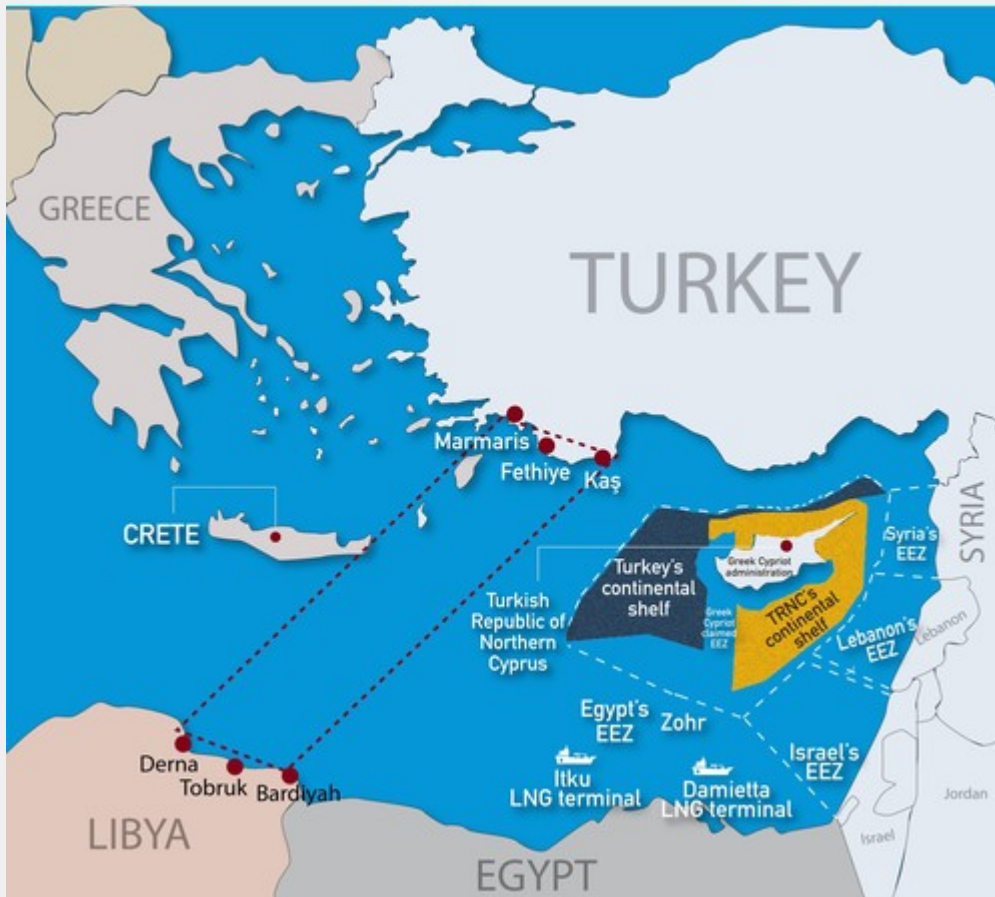 GREECE
TURKEY
Marmaris
Fethiye
Kaş
CRETE
SYRIA
Syria's
EEZ
Greek Cypriot
administration
Turkey's
continental
shelf
Turkish
Republic of
Northern
Cyprus
Greek
Cypriot
claimed
EEZ
TRNC's
continental
shelf
Lebanon's
EEZ
Lebanon
Egypt's
EEZ
Zohr
Israel's
EEZ
Itku
LNG terminal
Damietta
LNG terminal
Derna
Tobruk
Bardiyah
Jordan
Israel
LIBYA
EGYPT